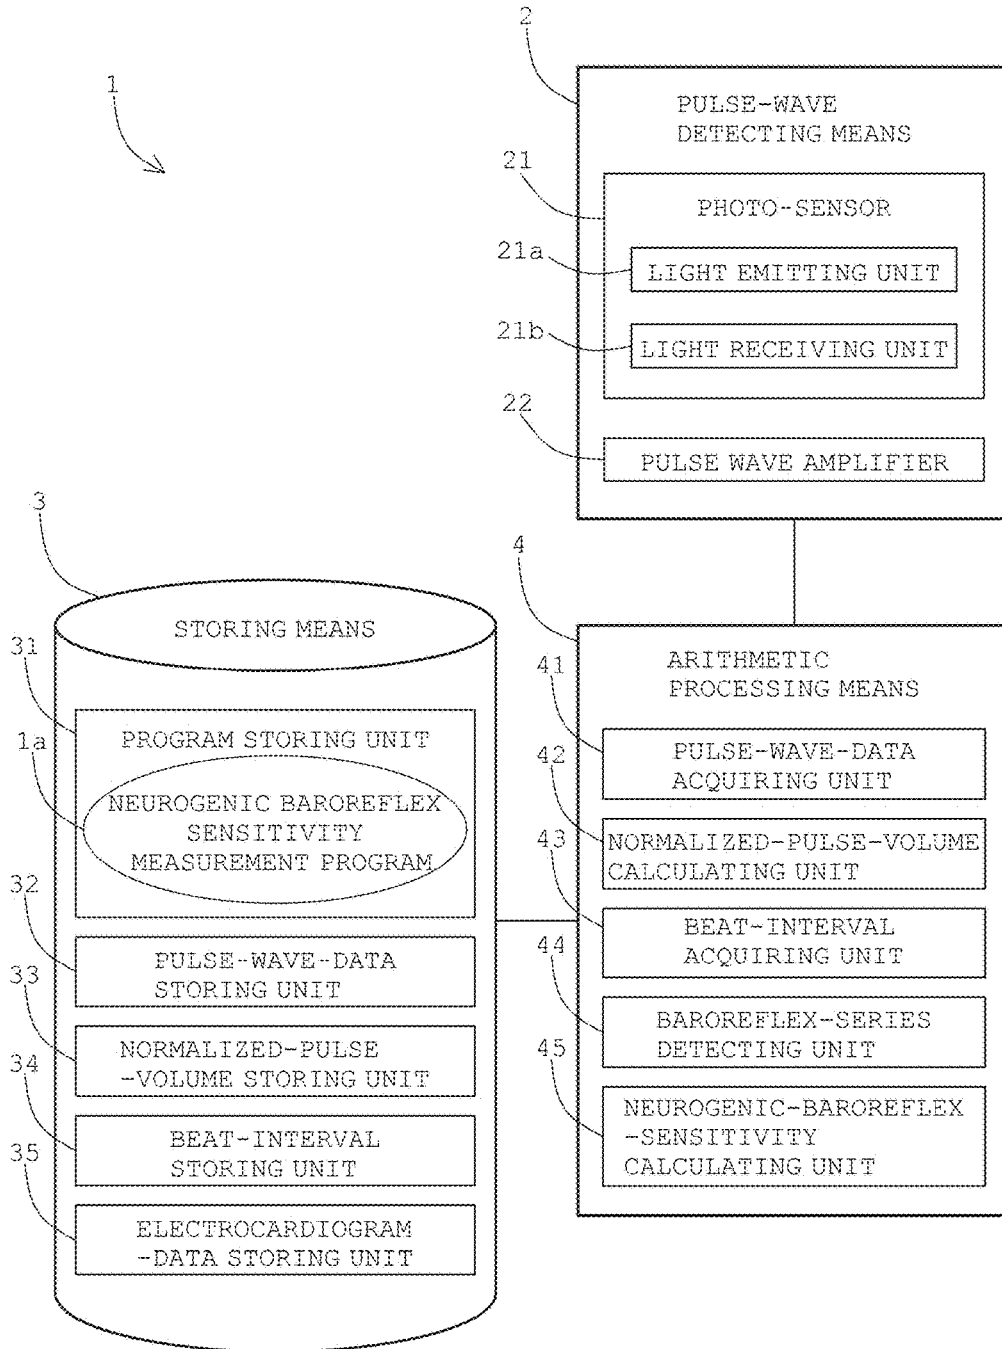 1
2
PULSE-WAVE
DETECTING MEANS
21
PHOTO-SENSOR
21a
LIGHT EMITTING UNIT
21b
LIGHT RECEIVING UNIT
22
PULSE WAVE AMPLIFIER
3
STORING MEANS
31
PROGRAM STORING UNIT
1a
NEUROGENIC BAROREFLEX
SENSITIVITY
MEASUREMENT PROGRAM
32
PULSE-WAVE-DATA
STORING UNIT
33
NORMALIZED-PULSE
-VOLUME STORING UNIT
34
BEAT-INTERVAL
STORING UNIT
35
ELECTROCARDIOGRAM
-DATA STORING UNIT
4
ARITHMETIC
PROCESSING MEANS
41
PULSE-WAVE-DATA
ACQUIRING UNIT
42
NORMALIZED-PULSE-VOLUME
CALCULATING UNIT
43
BEAT-INTERVAL
ACQUIRING UNIT
44
BAROREFLEX-SERIES
DETECTING UNIT
45
NEUROGENIC-BAROREFLEX
-SENSITIVITY
CALCULATING UNIT